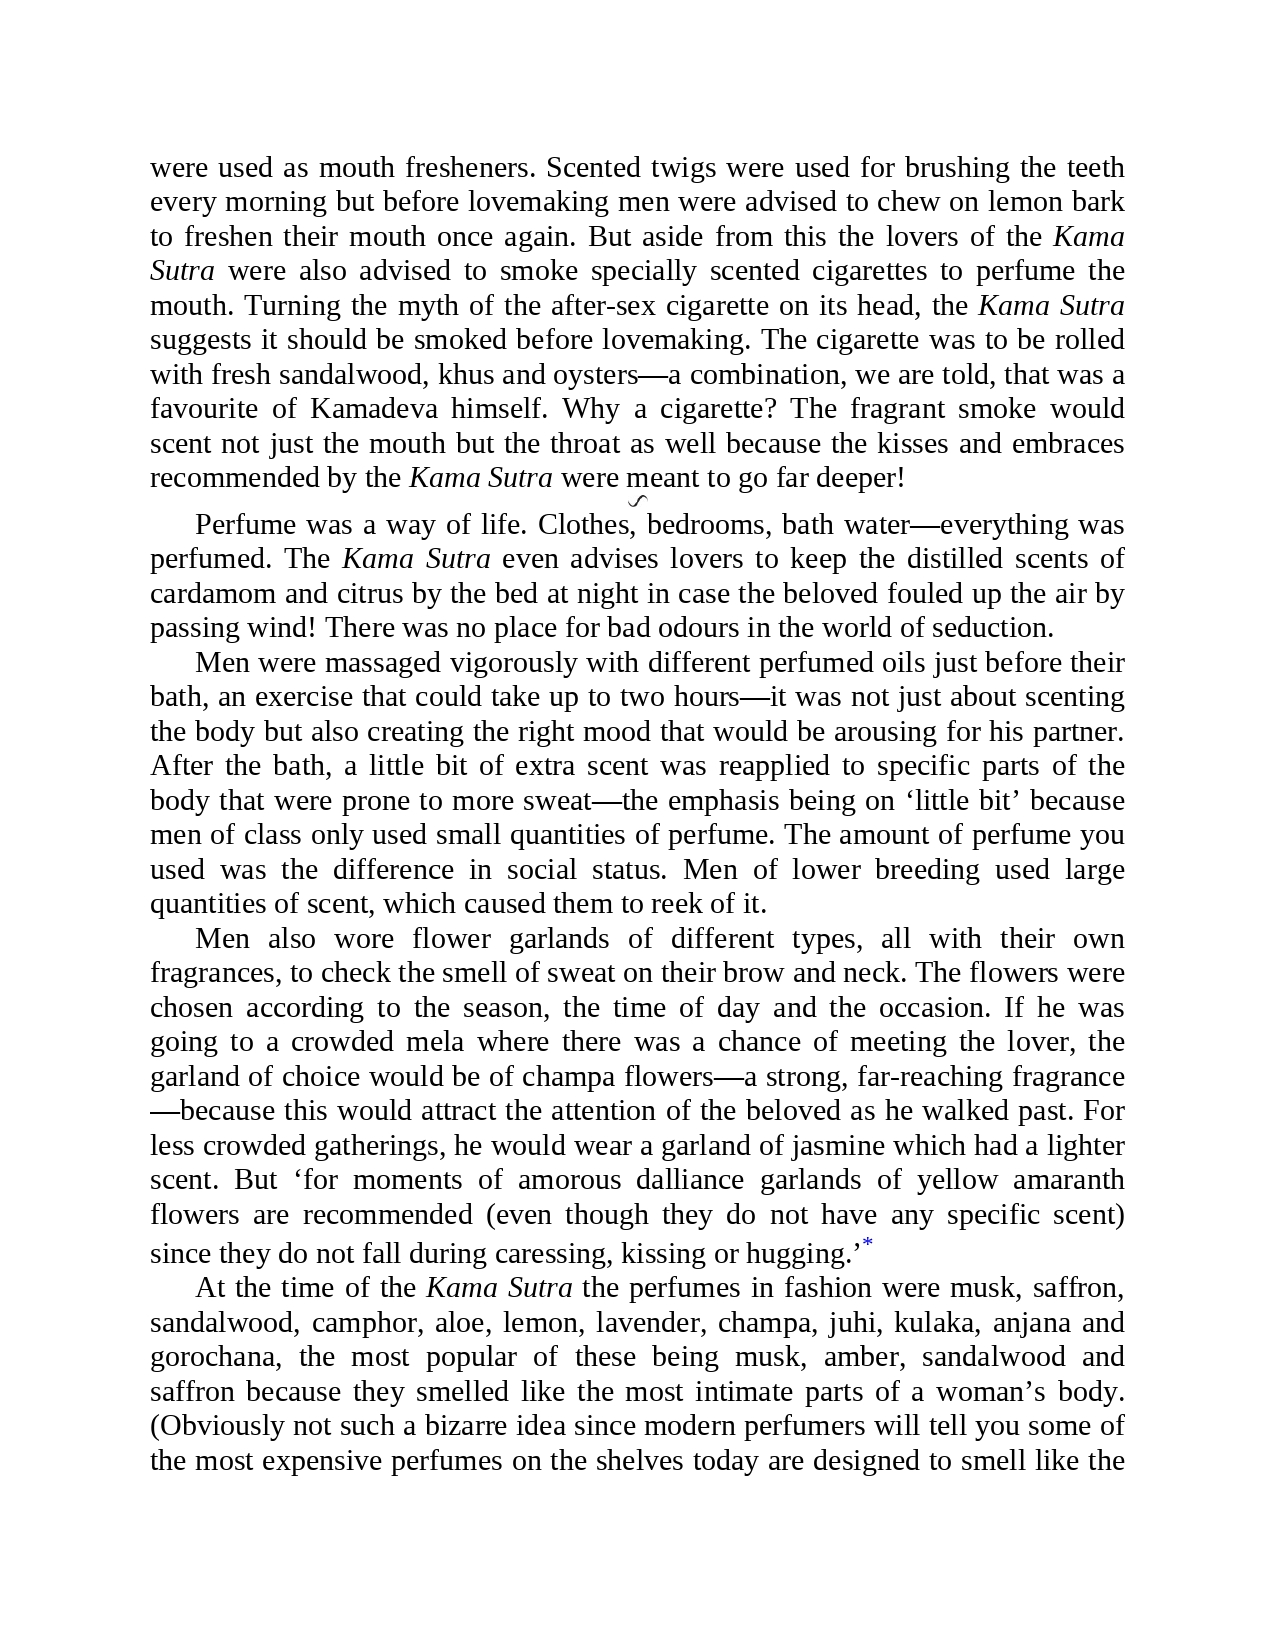 were used as mouth fresheners. Scented twigs were used for brushing the teeth
every morning but before lovemaking men were advised to chew on lemon bark
to freshen their mouth once again. But aside from this the lovers of the Kama
Sutra were also advised to smoke specially scented cigarettes to perfume the
mouth. Turning the myth of the after-sex cigarette on its head, the Kama Sutra
suggests it should be smoked before lovemaking. The cigarette was to be rolled
with fresh sandalwood, khus and oysters—a combination, we are told, that was a
favourite of Kamadeva himself. Why a cigarette? The fragrant smoke would
scent not just the mouth but the throat as well because the kisses and embraces
recommended by the Kama Sutra were meant to go far deeper!
Perfume was a way of life. Clothes, bedrooms, bath water—everything was
perfumed. The Kama Sutra even advises lovers to keep the distilled scents of
cardamom and citrus by the bed at night in case the beloved fouled up the air by
passing wind! There was no place for bad odours in the world of seduction.
Men were massaged vigorously with different perfumed oils just before their
bath, an exercise that could take up to two hours—it was not just about scenting
the body but also creating the right mood that would be arousing for his partner.
After the bath, a little bit of extra scent was reapplied to specific parts of the
body that were prone to more sweat—the emphasis being on ‘little bit’ because
men of class only used small quantities of perfume. The amount of perfume you
used was the difference in social status. Men of lower breeding used large
quantities of scent, which caused them to reek of it.
Men also wore flower garlands of different types, all with their own
fragrances, to check the smell of sweat on their brow and neck. The flowers were
chosen according to the season, the time of day and the occasion. If he was
going to a crowded mela where there was a chance of meeting the lover, the
garland of choice would be of champa flowers—a strong, far-reaching fragrance
—because this would attract the attention of the beloved as he walked past. For
less crowded gatherings, he would wear a garland of jasmine which had a lighter
scent. But ‘for moments of amorous dalliance garlands of yellow amaranth
flowers are recommended (even though they do not have any specific scent)
since they do not fall during caressing, kissing or hugging.’*
At the time of the Kama Sutra the perfumes in fashion were musk, saffron,
sandalwood, camphor, aloe, lemon, lavender, champa, juhi, kulaka, anjana and
gorochana, the most popular of these being musk, amber, sandalwood and
saffron because they smelled like the most intimate parts of a woman’s body.
(Obviously not such a bizarre idea since modern perfumers will tell you some of
the most expensive perfumes on the shelves today are designed to smell like the